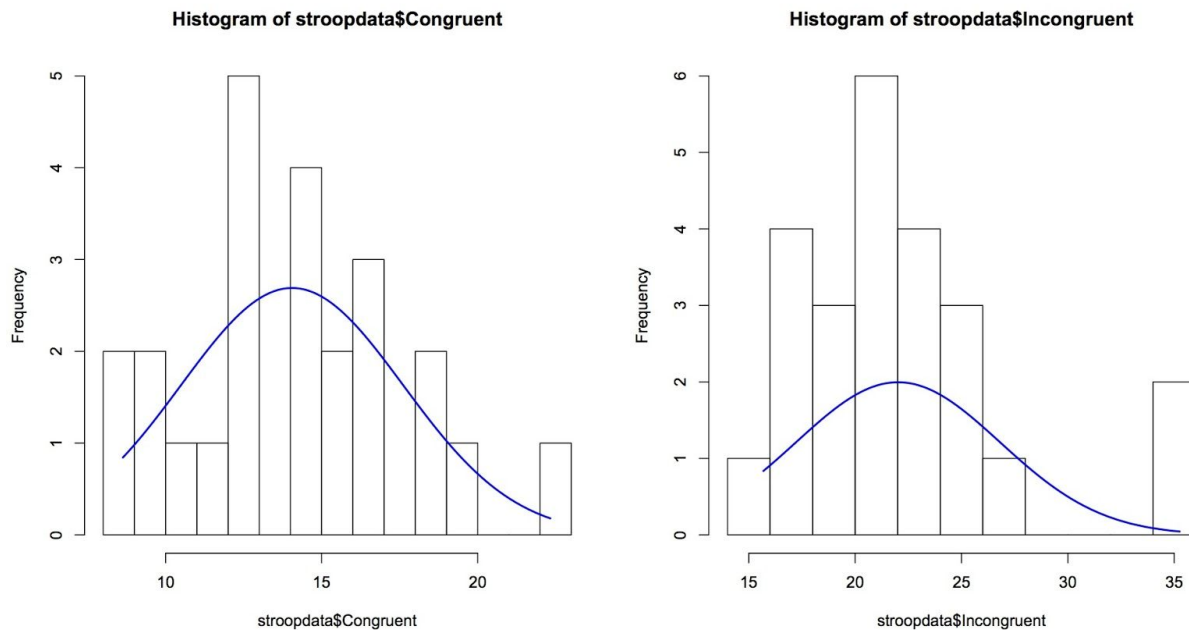 Histogram of stroopdata$Congruent
Frequency
5
4
3
2
1
0
10 15 20
stroopdata$Congruent
Histogram of stroopdata$Incongruent
Frequency
6
5
4
3
2
1
0
15 20 25 30 35
stroopdata$Incongruent